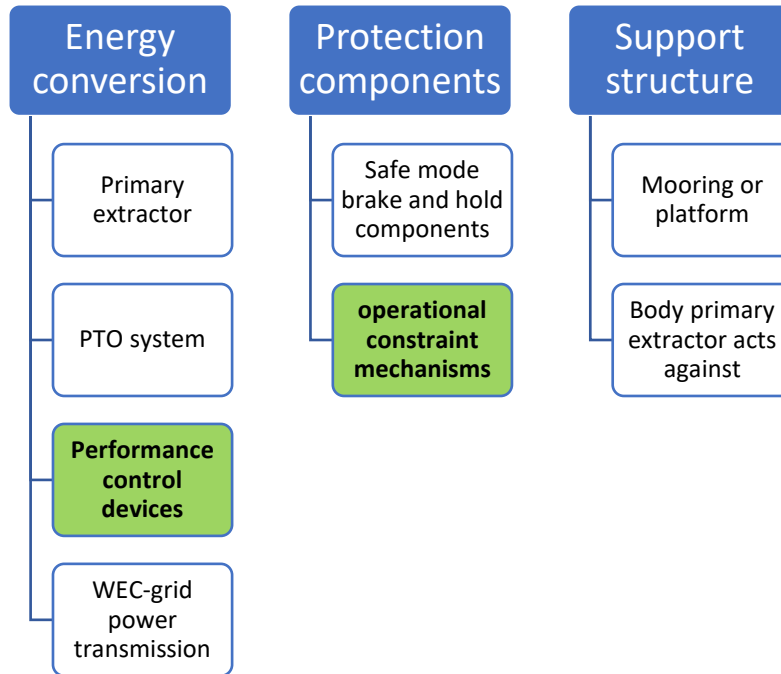 Energy
conversion
Primary
extractor
PTO system
Performance
control
devices
WEC-grid
power
transmission
Protection
components
Safe mode
brake and hold
components
operational
constraint
mechanisms
Support
structure
Mooring or
platform
Body primary
extractor acts
against